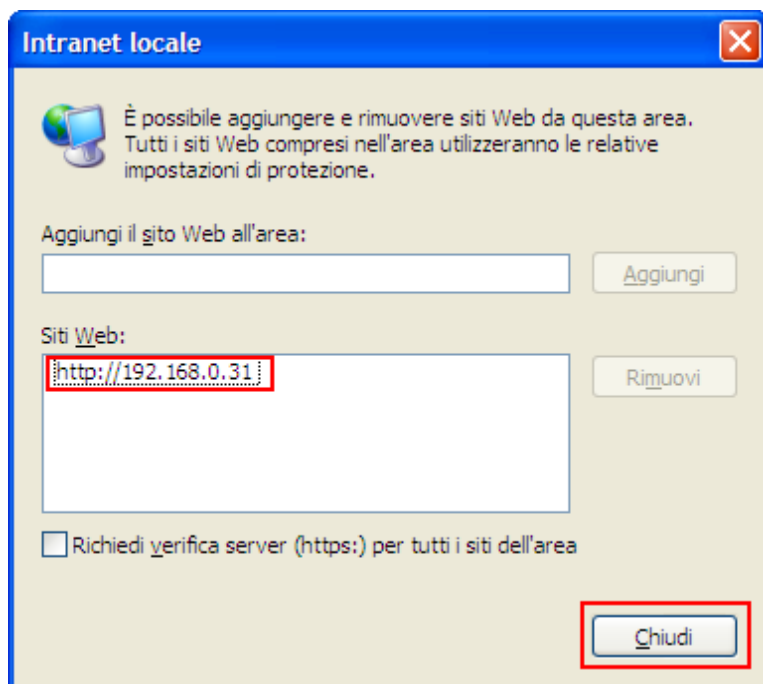 Intranet locale
È possibile aggiungere e rimuovere siti Web da questa area.
Tutti i siti Web compresi nell'area utilizzeranno le relative
impostazioni di protezione.
Aggiungi il sito Web all'area:
Aggiungi
Siti Web:
http://192.168.0.31
Rimuovi
Richiedi verifica server (https:) per tutti i siti dell'area
Chiudi